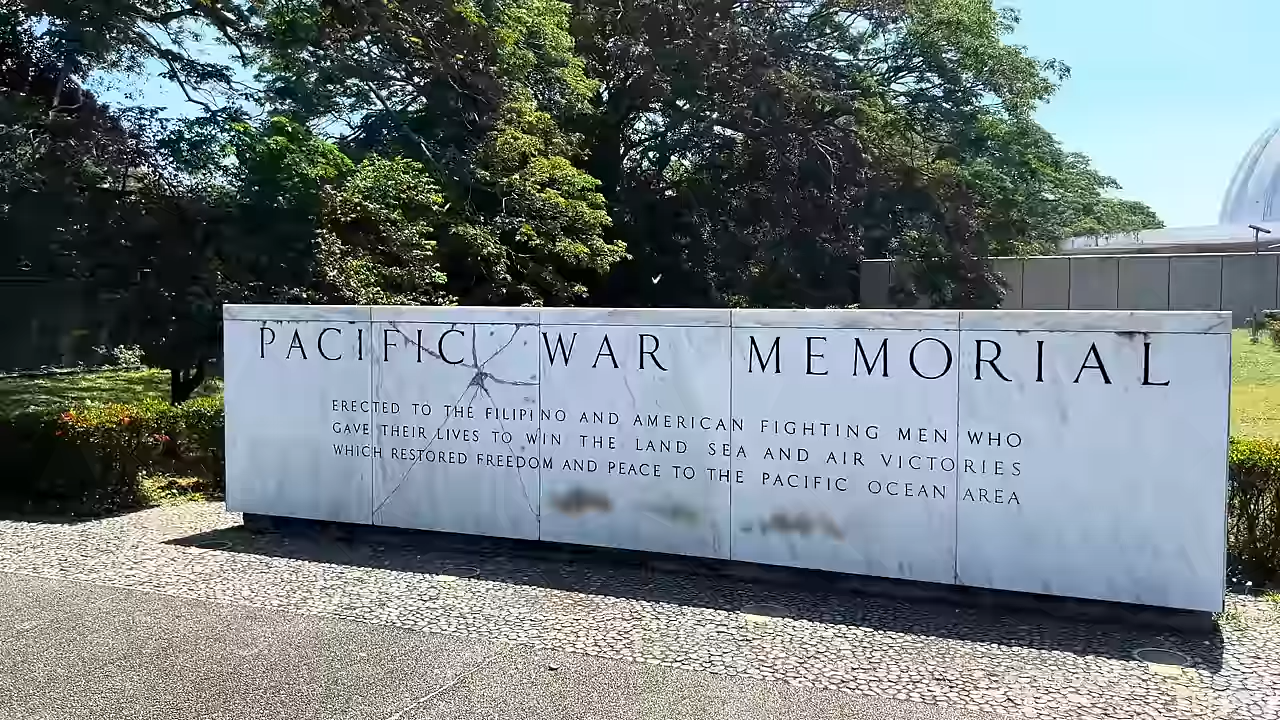 PACIFIC WAR MEMORIAL
ERECTED TO THE FILIPINO AND AMERICAN FIGHTING MEN WHO
GAVE THEIR LIVES TO WIN THE LAND SEA AND AIR VICTORIES
WHICH RESTORED FREEDOM AND PEACE TO THE PACIFIC OCEAN AREA